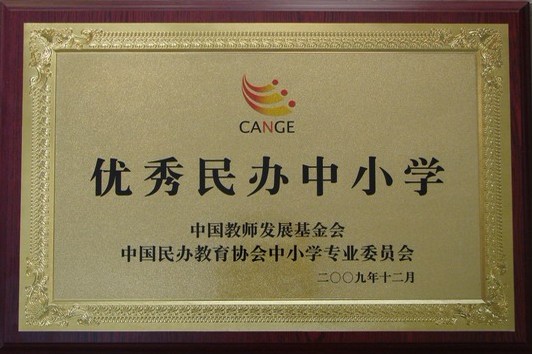 CANGE
优秀民办中小学
中国教师发展基金会
中国民办教育协会中小学专业委员会
二〇〇九年十二月